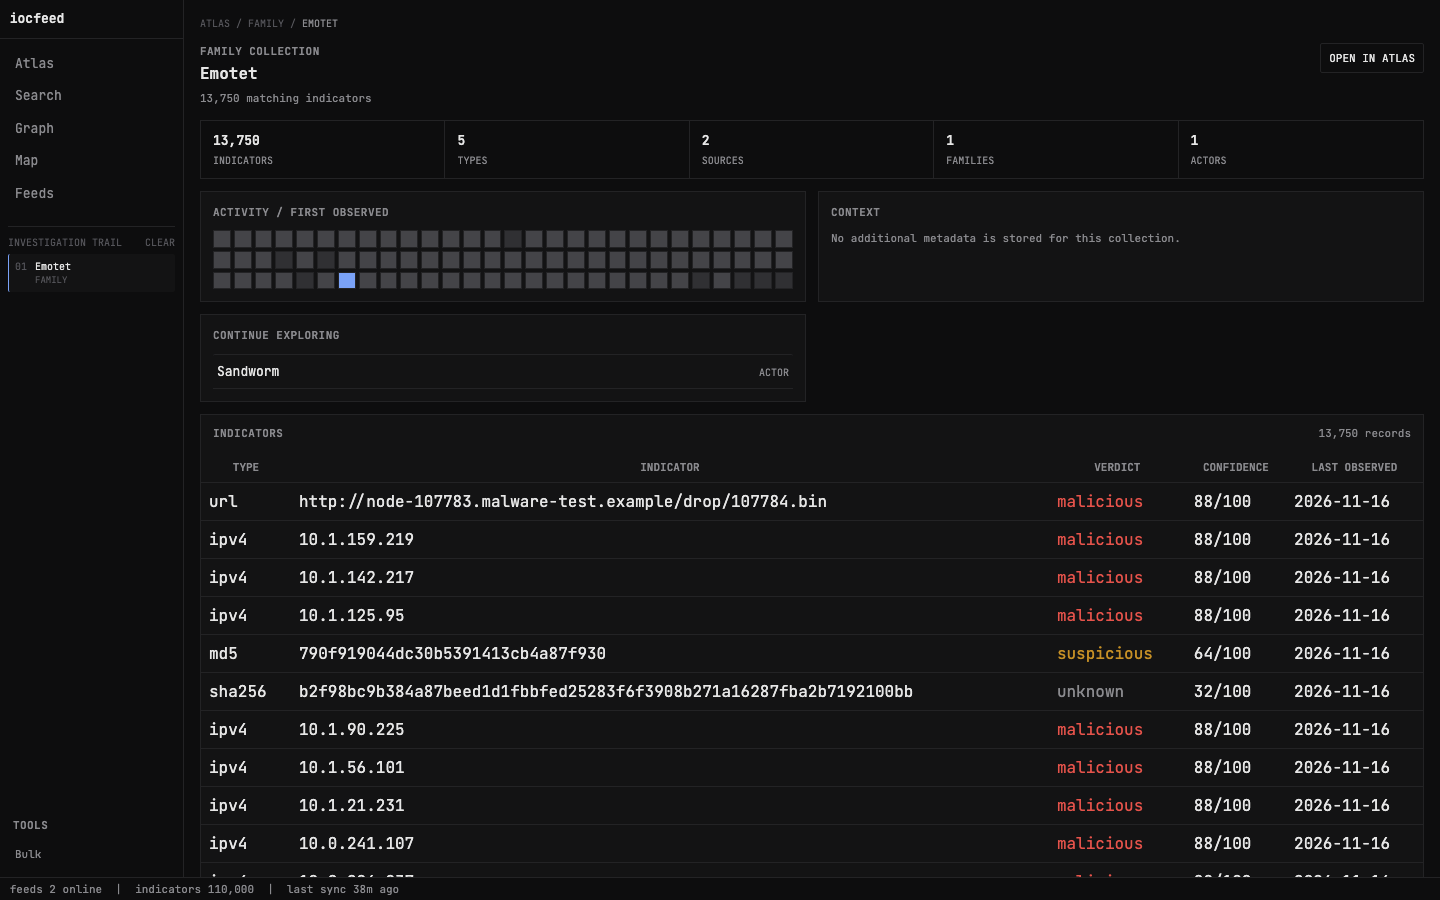 iocfeed
Atlas
Search
Graph
Map
Feeds
INVESTIGATION TRAIL CLEAR
01 Emotet
FAMILY
TOOLS
Bulk
ATLAS / FAMILY / EMOTET
FAMILY COLLECTION
Emotet
13,750 matching indicators
OPEN IN ATLAS
13,750
INDICATORS
5
TYPES
2
SOURCES
1
FAMILIES
1
ACTORS
ACTIVITY / FIRST OBSERVED
CONTEXT
No additional metadata is stored for this collection.
CONTINUE EXPLORING
Sandworm ACTOR
INDICATORS 13,750 records
TYPE INDICATOR VERDICT CONFIDENCE LAST OBSERVED
url http://node-107783.malware-test.example/drop/107784.bin malicious 88/100 2026-11-16
ipv4 10.1.159.219 malicious 88/100 2026-11-16
ipv4 10.1.142.217 malicious 88/100 2026-11-16
ipv4 10.1.125.95 malicious 88/100 2026-11-16
md5 790f919044dc30b5391413cb4a87f930 suspicious 64/100 2026-11-16
sha256 b2f98bc9b384a87beed1d1fbbfed25283f6f3908b271a16287fba2b7192100bb unknown 32/100 2026-11-16
ipv4 10.1.90.225 malicious 88/100 2026-11-16
ipv4 10.1.56.101 malicious 88/100 2026-11-16
ipv4 10.1.21.231 malicious 88/100 2026-11-16
ipv4 10.0.241.107 malicious 88/100 2026-11-16
feeds 2 online | indicators 110,000 | last sync 38m ago